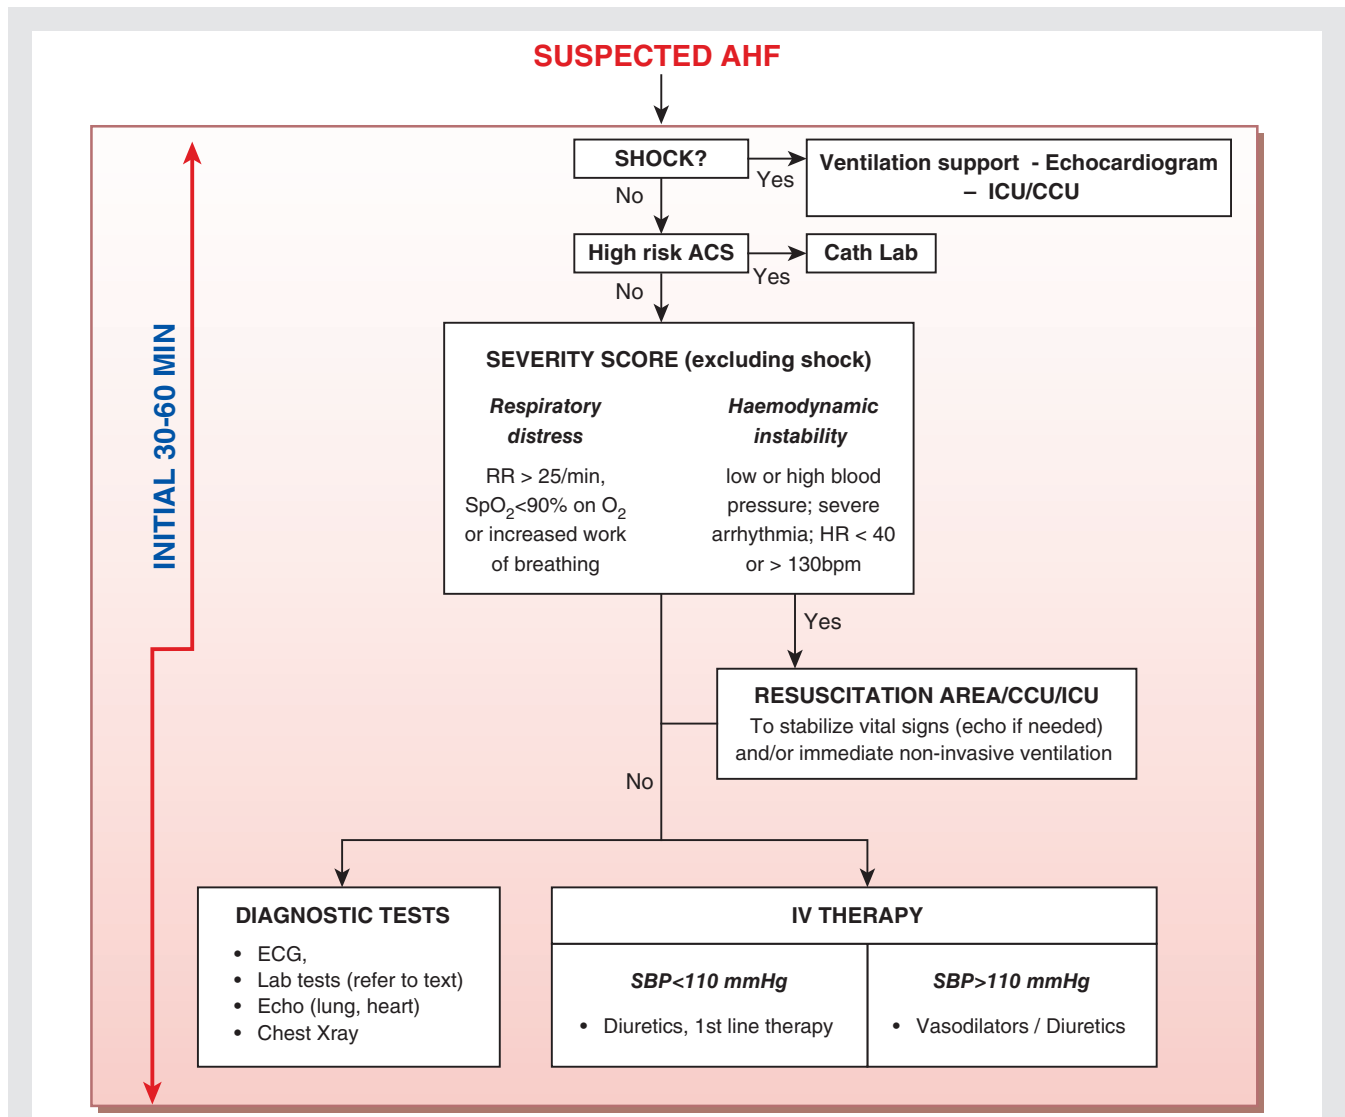 SUSPECTED AHF
SHOCK?
Yes
Ventilation support - Echocardiogram
– ICU/CCU
No
High risk ACS
Yes
Cath Lab
No
INITIAL 30-60 MIN
SEVERITY SCORE (excluding shock)
Respiratory
distress
RR > 25/min,
SpO2<90% on O2
or increased work
of breathing
Haemodynamic
instability
low or high blood
pressure; severe
arrhythmia; HR < 40
or > 130bpm
Yes
RESUSCITATION AREA/CCU/ICU
To stabilize vital signs (echo if needed)
and/or immediate non-invasive ventilation
No
DIAGNOSTIC TESTS
• ECG,
• Lab tests (refer to text)
• Echo (lung, heart)
• Chest Xray
IV THERAPY
SBP<110 mmHg
• Diuretics, 1st line therapy
SBP>110 mmHg
• Vasodilators / Diuretics